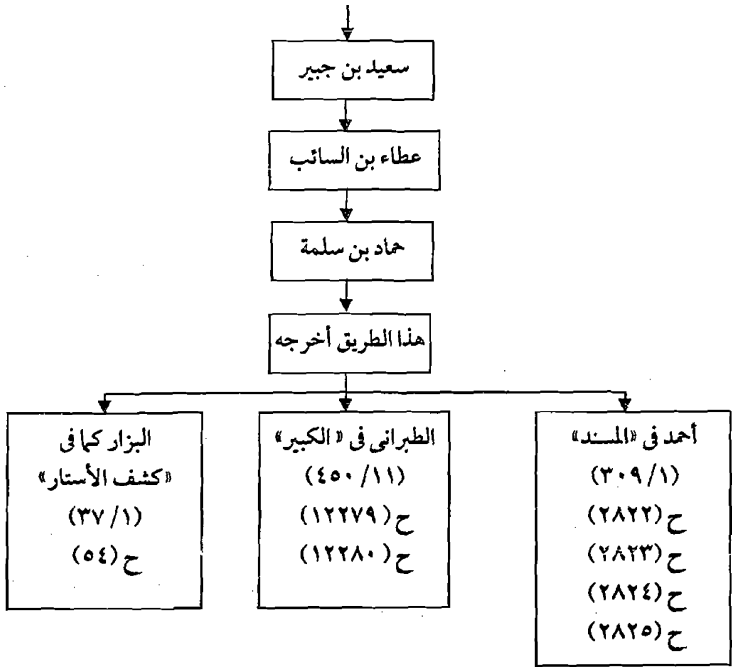 سعيد بن جبير
عطاء بن السائب
حماد بن سلمة
هذا الطريق أخرجه
أحمد فى «المسند»
(٣٠٩/١)
ح (٢٨٢٢)
ح (٢٨٢٣)
ح (٢٨٢٤)
ح (٢٨٢٥)
الطبرانى فى «الكبير»
(٤٥٠/١١)
ح (١٢٢٧٩)
ح (١٢٢٨٠)
البزار كما فى
«كشف الأستار»
(٣٧/١)
ح (٥٤)